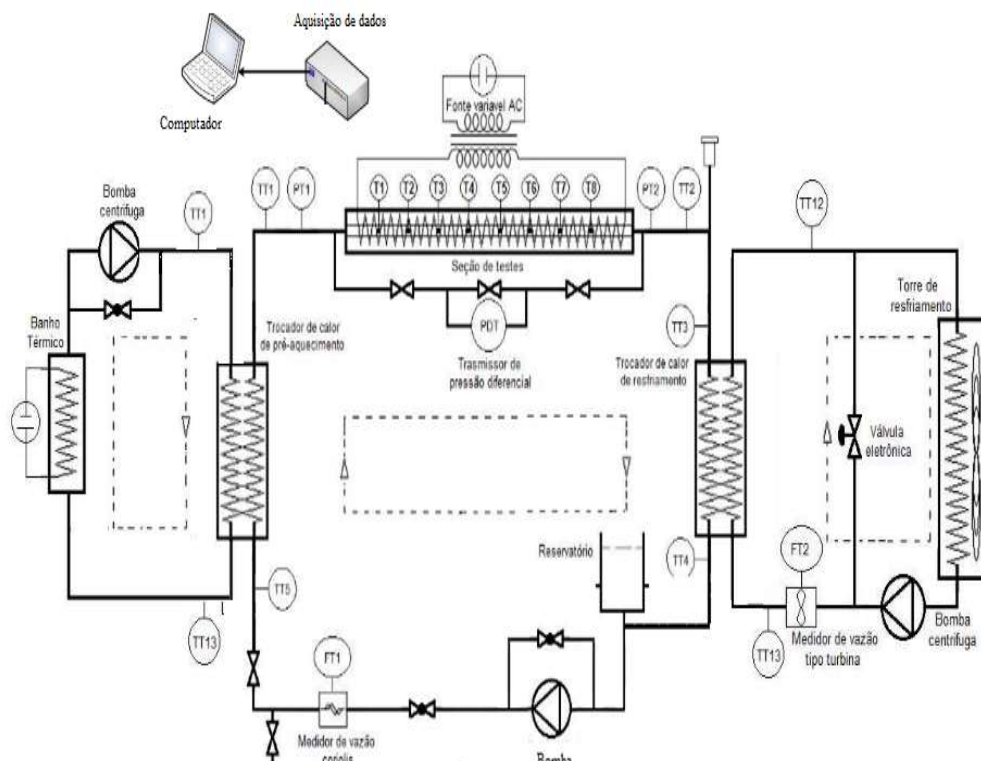 Aquisição de dados
Computador
Fonte variavel AC
Bomba
centrífuga
TT1
TT1
PT1
T1
T2
T3
T4
T5
T6
T7
T8
PT2
TT2
TT12
Seção de testes
Torre de
resfriamento
Banho
Térmico
Trocador de calor
de pré-aquecimento
PDT
Trasmissor de
pressão diferencial
TT3
Trocador de calor
de resfriamento
Válvula
eletrônica
Reservatório
TT4
FT2
TT5
TT13
Medidor de vazão
tipo turbina
Bomba
centrífuga
TT13
FT1
Medidor de vazão
coriolis
Bomba